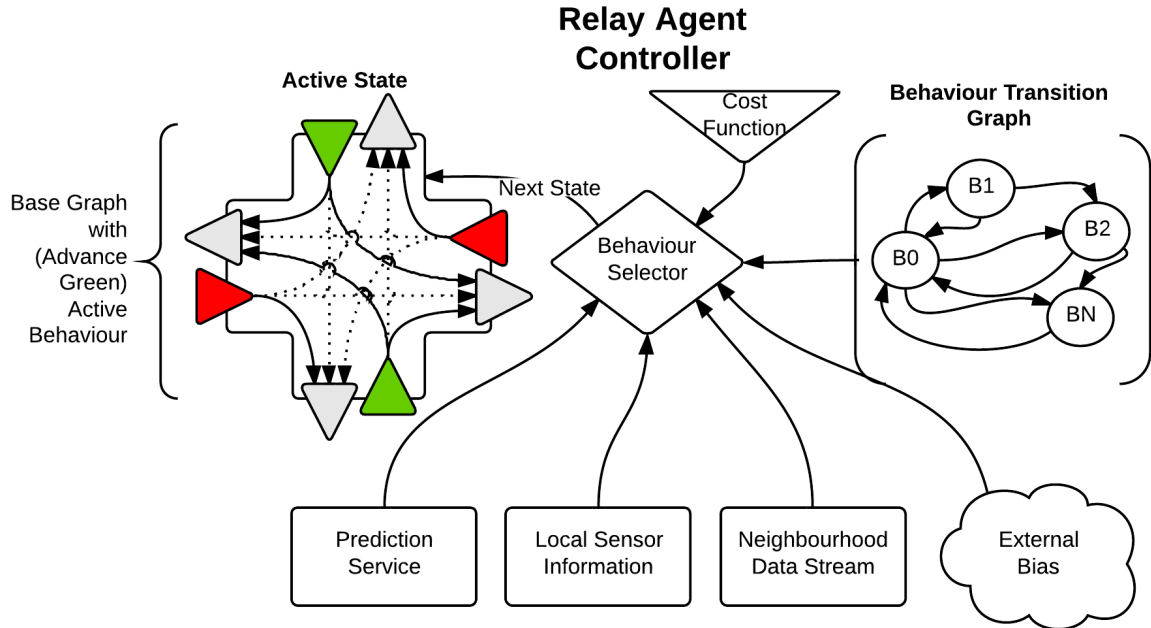 Relay Agent
Controller
Active State
Cost
Function
Behaviour Transition
Graph
Base Graph
with
(Advance
Green)
Active
Behaviour
Next State
Behaviour
Selector
B1
B2
B0
BN
Prediction
Service
Local Sensor
Information
Neighbourhood
Data Stream
External
Bias